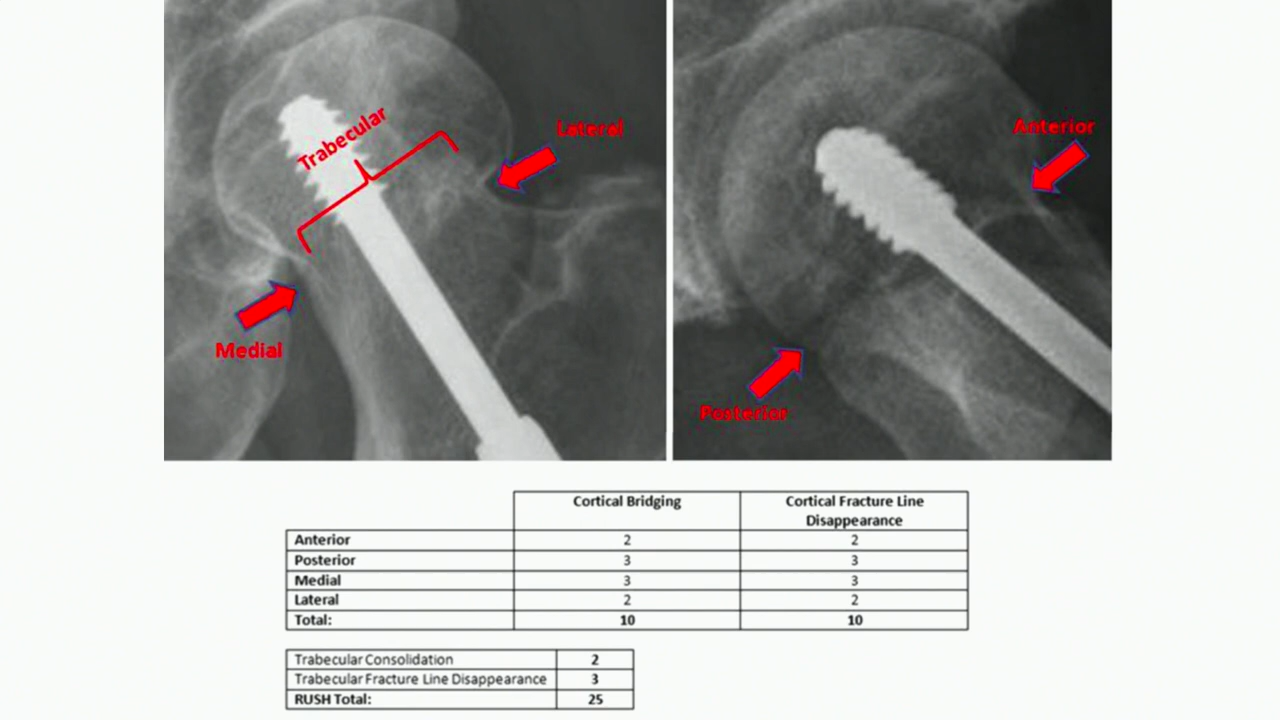 Trabecular
Lateral
Medial
Anterior
Posterior
Cortical Bridging Cortical Fracture Line
Disappearance
Anterior 2 2
Posterior 3 3
Medial 3 3
Lateral 2 2
Total: 10 10
Trabecular Consolidation 2
Trabecular Fracture Line Disappearance 3
RUSH Total: 25